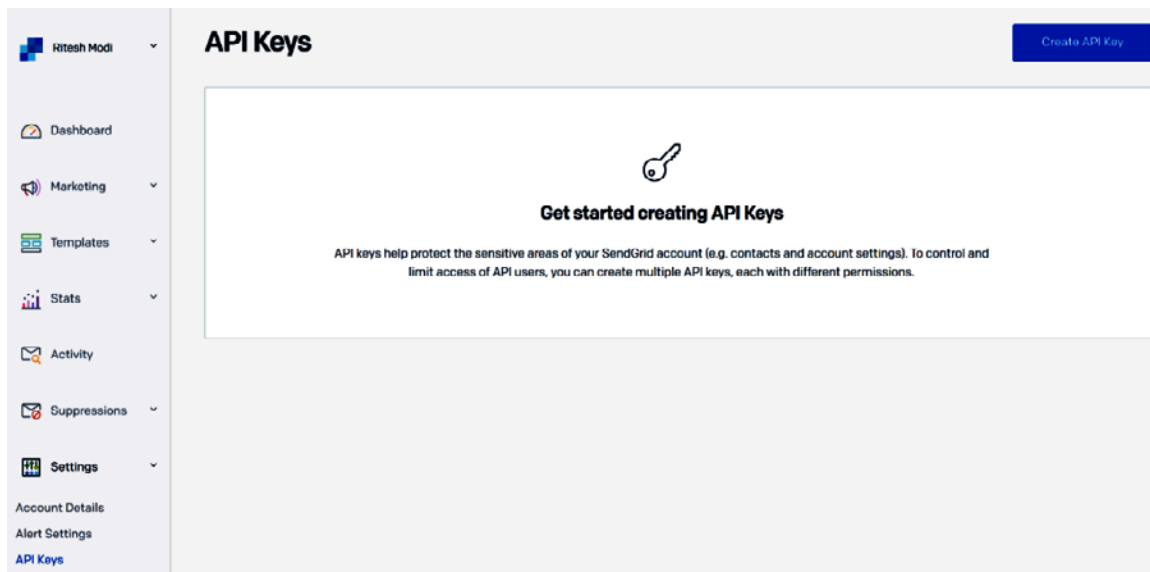 Ritesh Modi
API Keys
Create API Key
Dashboard
Marketing
Templates
Stats
Activity
Suppressions
Settings
Account Details
Alert Settings
API Keys
Get started creating API Keys
API keys help protect the sensitive areas of your SendGrid account (e.g. contacts and account settings). To control and
limit access of API users, you can create multiple API keys, each with different permissions.